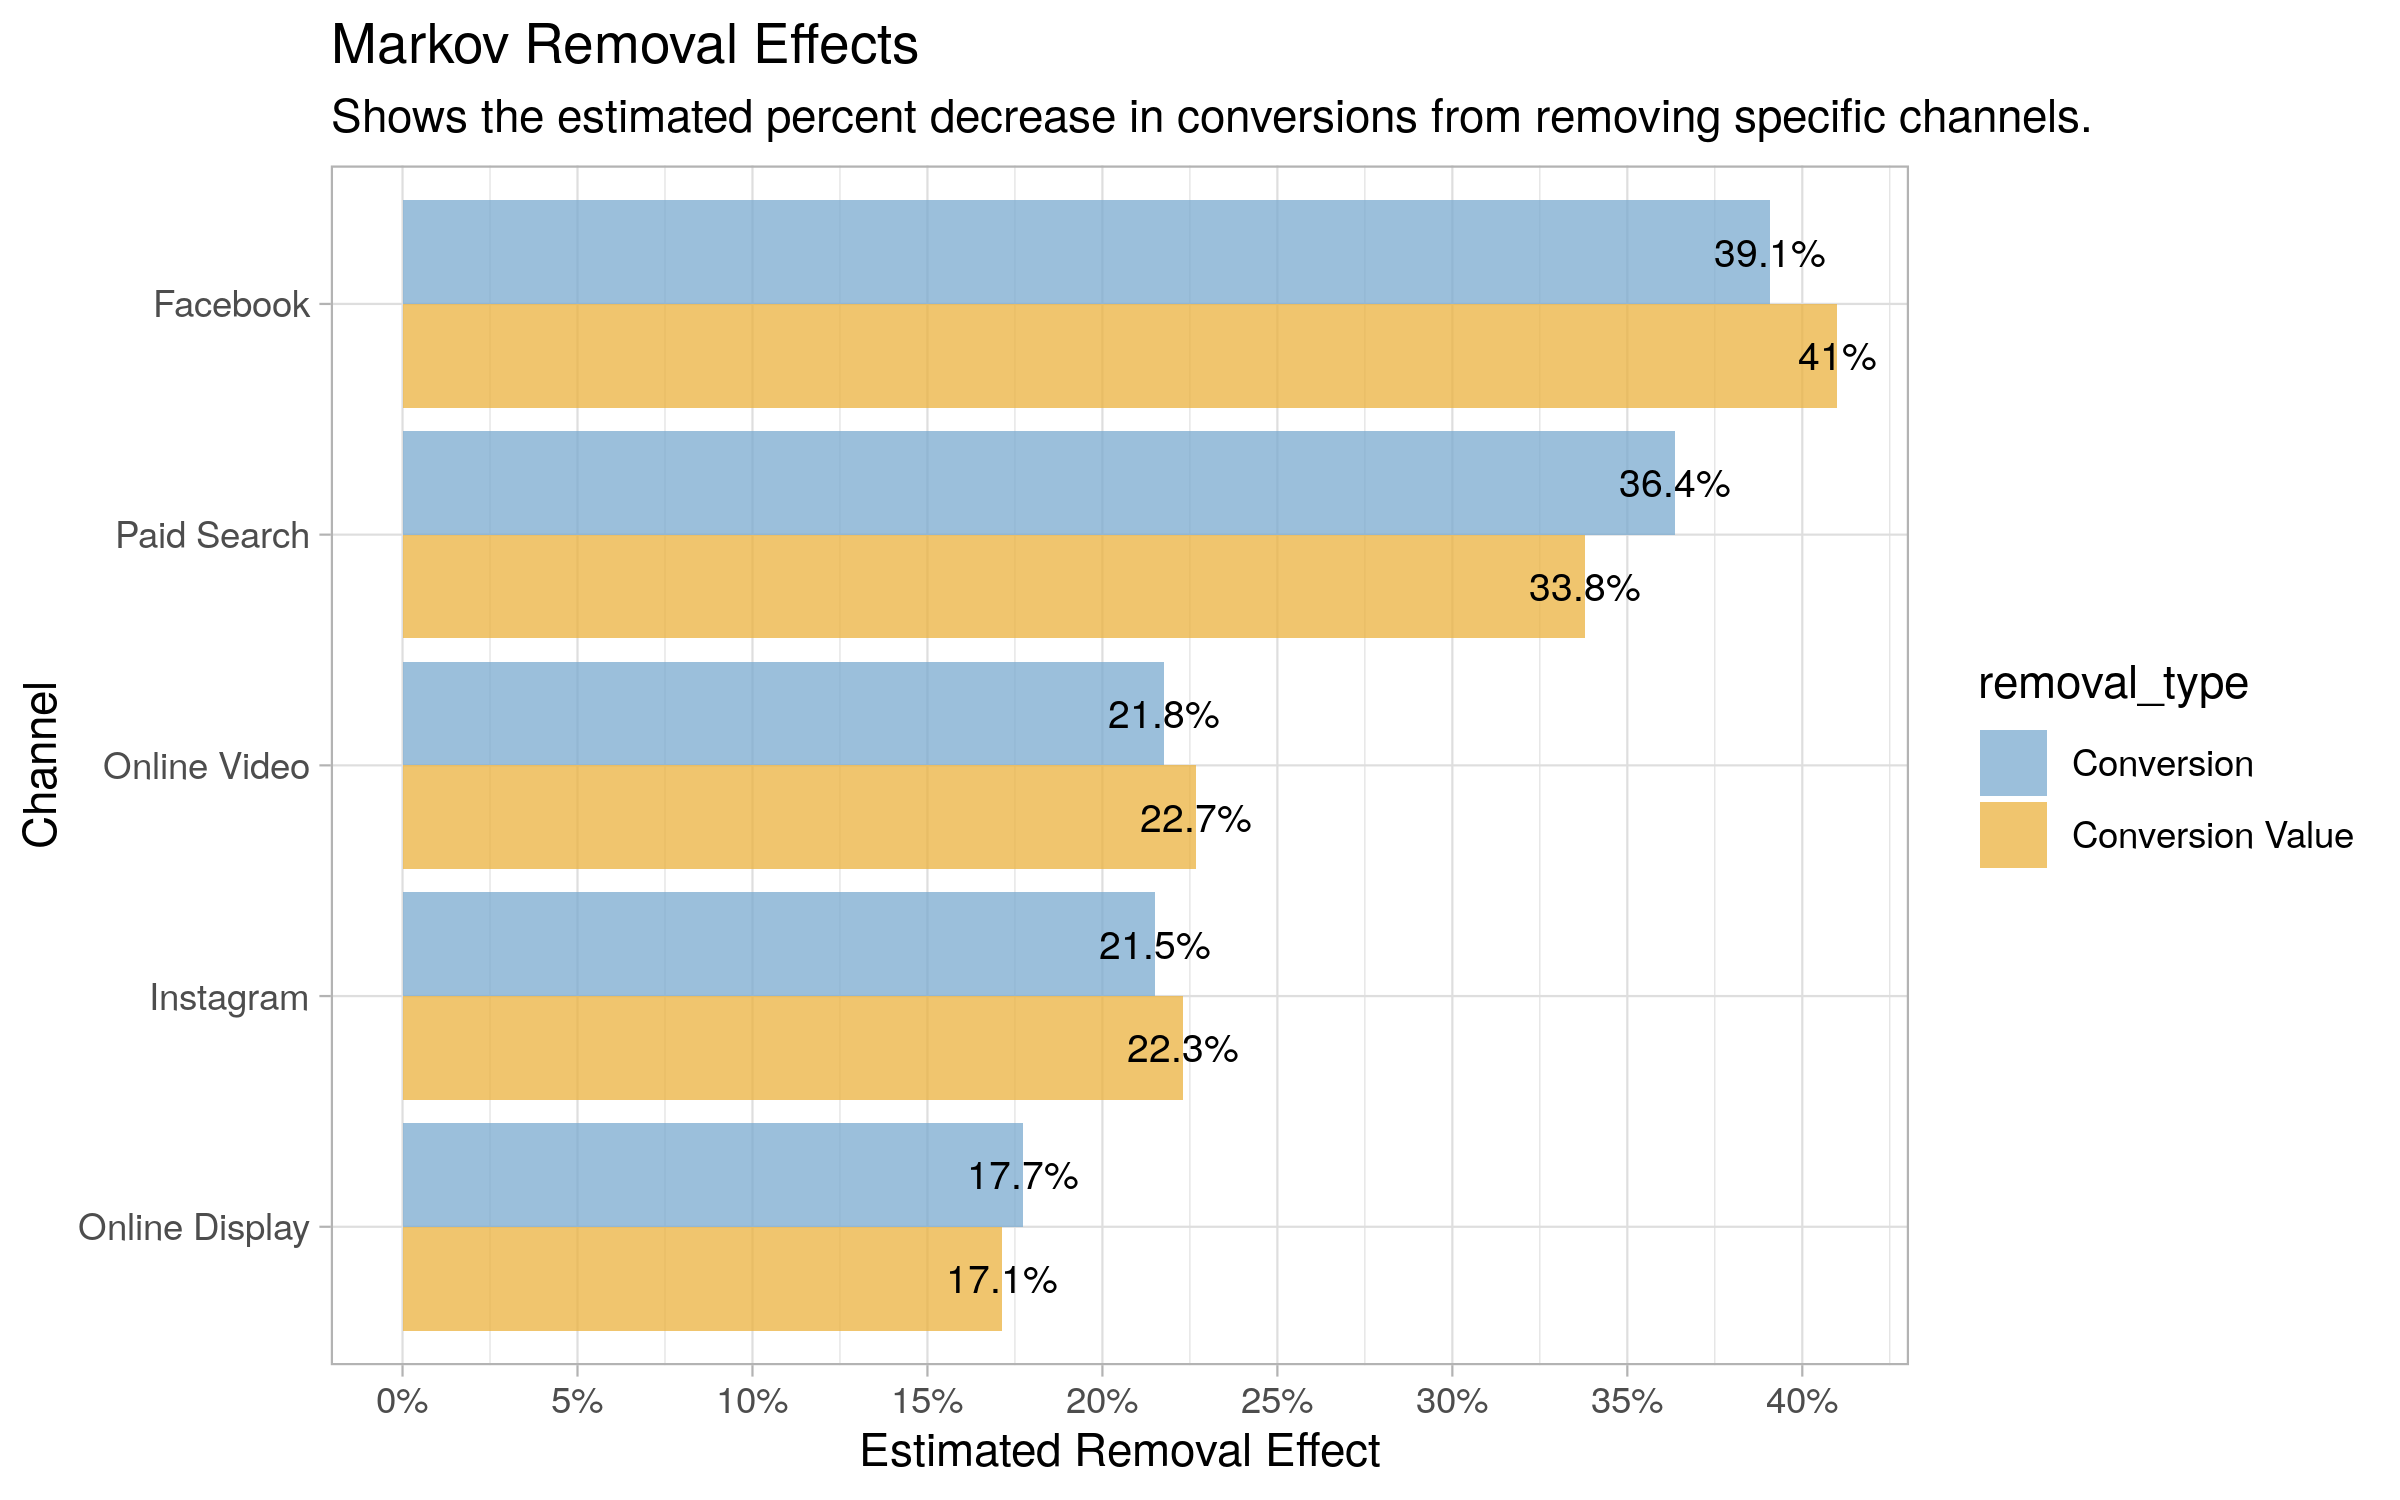 Markov Removal Effects
Shows the estimated percent decrease in conversions from removing specific channels.
Channel
Facebook
39.1%
41%
Paid Search
36.4%
33.8%
Online Video
21.8%
22.7%
Instagram
21.5%
22.3%
Online Display
17.7%
17.1%
0% 5% 10% 15% 20% 25% 30% 35% 40%
Estimated Removal Effect
removal_type
Conversion
Conversion Value